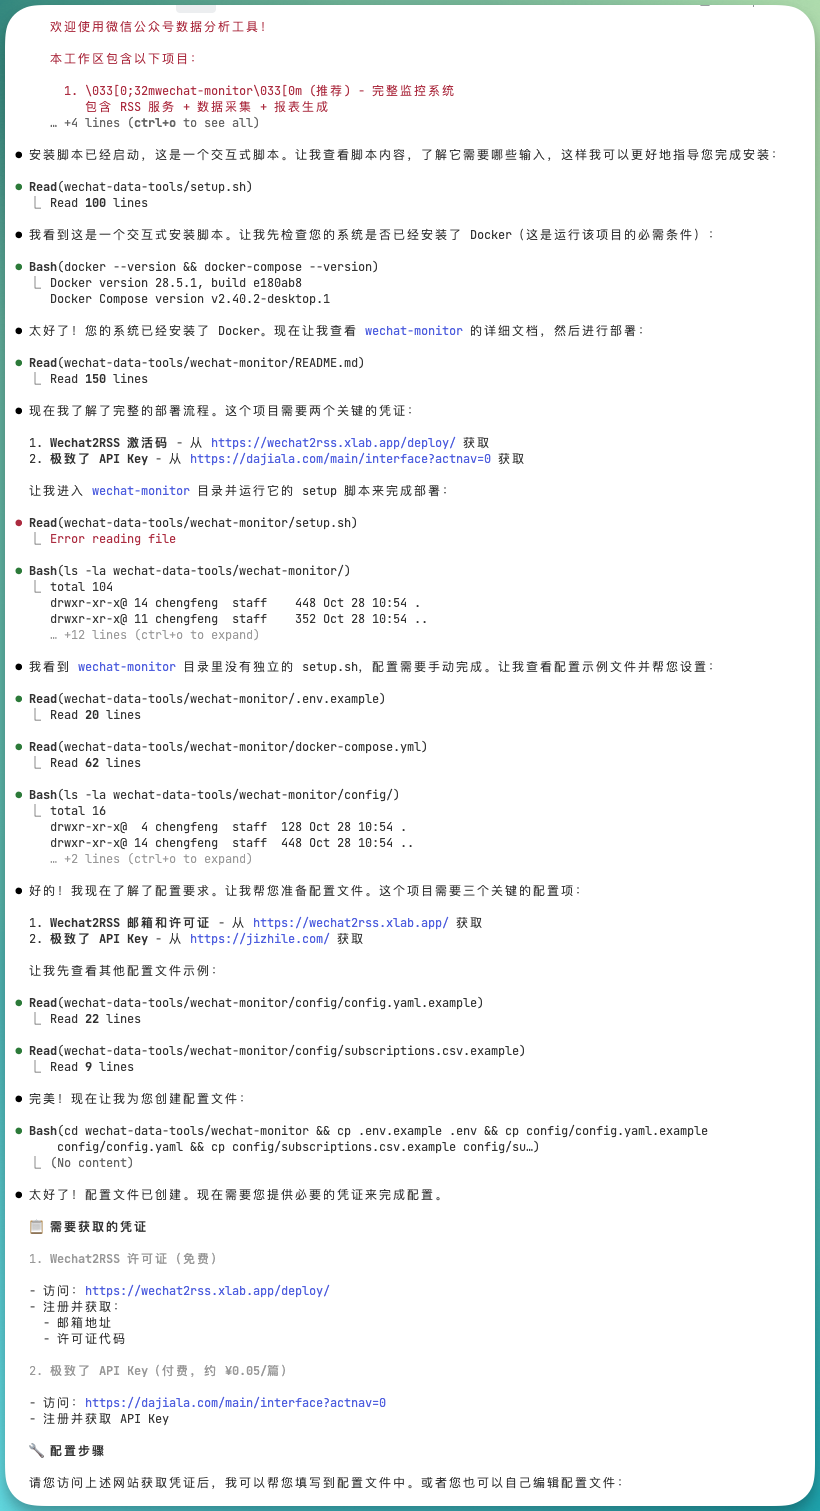 欢迎使用微信公众号数据分析工具！
本工作区包含以下项目：
1. \033[0;32mwechat-monitor\033[0m (推荐) - 完整监控系统
包含 RSS 服务 + 数据采集 + 报表生成
… +4 lines (ctrl+o to see all)
● 安装脚本已经启动，这是一个交互式脚本。让我查看脚本内容，了解它需要哪些输入，这样我可以更好地指导您完成安装：
● Read(wechat-data-tools/setup.sh)
⎿ Read 100 lines
● 我看到这是一个交互式安装脚本。让我先检查您的系统是否已经安装了 Docker（这是运行该项目的必需条件）：
● Bash(docker --version && docker-compose --version)
⎿ Docker version 28.5.1, build e180ab8
Docker Compose version v2.40.2-desktop.1
● 太好了！您的系统已经安装了 Docker。现在让我查看 wechat-monitor 的详细文档，然后进行部署：
● Read(wechat-data-tools/wechat-monitor/README.md)
⎿ Read 150 lines
● 现在我了解了完整的部署流程。这个项目需要两个关键的凭证：
1. Wechat2RSS 激活码 - 从 https://wechat2rss.xlab.app/deploy/ 获取
2. 极致了 API Key - 从 https://dajiala.com/main/interface?actnav=0 获取
让我进入 wechat-monitor 目录并运行它的 setup 脚本来完成部署：
● Read(wechat-data-tools/wechat-monitor/setup.sh)
⎿ Error reading file
● Bash(ls -la wechat-data-tools/wechat-monitor/)
⎿ total 104
drwxr-xr-x@ 14 chengfeng  staff    448 Oct 28 10:54 .
drwxr-xr-x@ 11 chengfeng  staff    352 Oct 28 10:54 ..
… +12 lines (ctrl+o to expand)
● 我看到 wechat-monitor 目录里没有独立的 setup.sh，配置需要手动完成。让我查看配置示例文件并帮您设置：
● Read(wechat-data-tools/wechat-monitor/.env.example)
⎿ Read 20 lines
● Read(wechat-data-tools/wechat-monitor/docker-compose.yml)
⎿ Read 62 lines
● Bash(ls -la wechat-data-tools/wechat-monitor/config/)
⎿ total 16
drwxr-xr-x@  4 chengfeng  staff  128 Oct 28 10:54 .
drwxr-xr-x@ 14 chengfeng  staff  448 Oct 28 10:54 ..
… +2 lines (ctrl+o to expand)
● 好的！我现在了解了配置要求。让我帮您准备配置文件。这个项目需要三个关键的配置项：
1. Wechat2RSS 邮箱和许可证 - 从 https://wechat2rss.xlab.app/ 获取
2. 极致了 API Key - 从 https://jizhile.com/ 获取
让我先查看其他配置文件示例：
● Read(wechat-data-tools/wechat-monitor/config/config.yaml.example)
⎿ Read 22 lines
● Read(wechat-data-tools/wechat-monitor/config/subscriptions.csv.example)
⎿ Read 9 lines
● 完美！现在让我为您创建配置文件：
● Bash(cd wechat-data-tools/wechat-monitor && cp .env.example .env && cp config/config.yaml.example
config/config.yaml && cp config/subscriptions.csv.example config/su…)
⎿ (No content)
● 太好了！配置文件已创建。现在需要您提供必要的凭证来完成配置。
📋 需要获取的凭证
1. Wechat2RSS 许可证（免费）
- 访问：https://wechat2rss.xlab.app/deploy/
- 注册并获取：
- 邮箱地址
- 许可证代码
2. 极致了 API Key（付费，约 ¥0.05/篇）
- 访问：https://dajiala.com/main/interface?actnav=0
- 注册并获取 API Key
🔧 配置步骤
请您访问上述网站获取凭证后，我可以帮您填写到配置文件中。或者您也可以自己编辑配置文件：